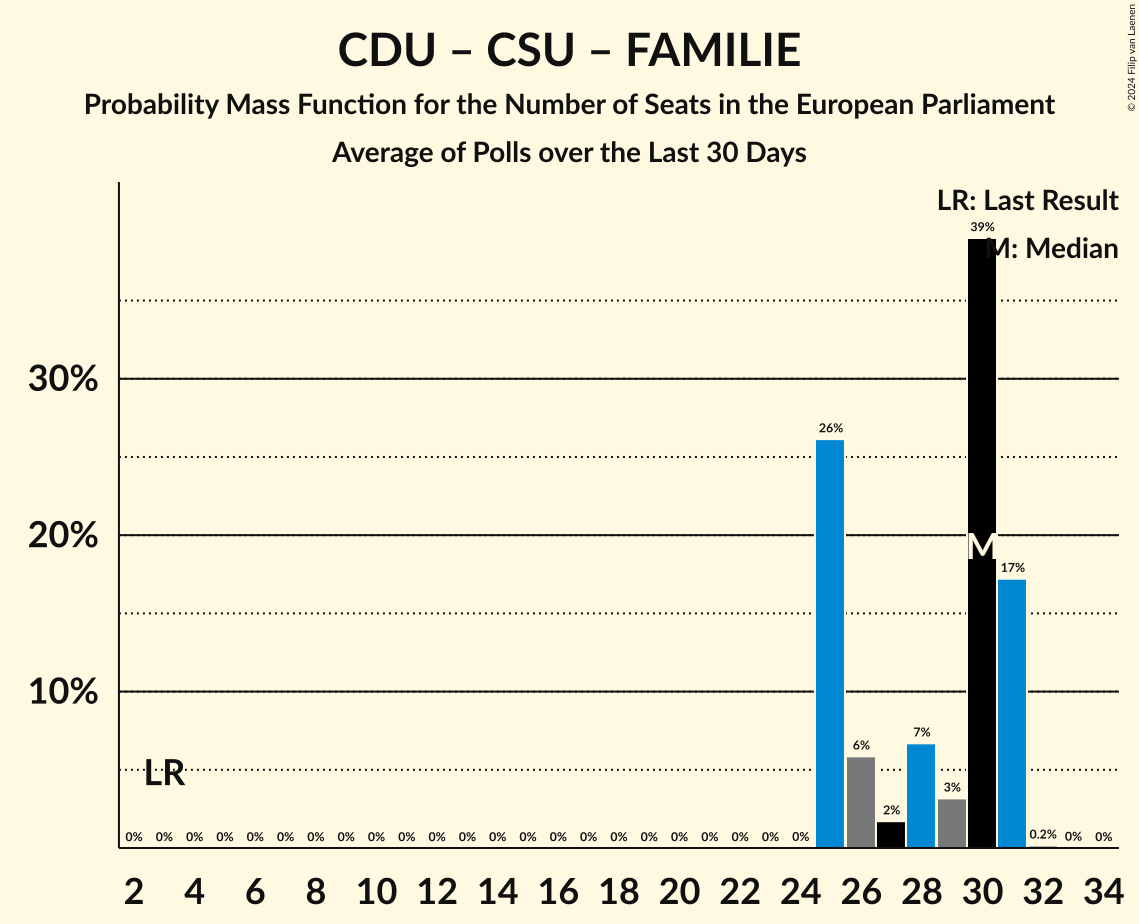 CDU – CSU – FAMILIE
Probability Mass Function for the Number of Seats in the European Parliament
Average of Polls over the Last 30 Days
© 2024 Filip van Laenen
LR: Last Result
M: Median
39%
30%
26%
20%
M
17%
10%
7%
6%
LR
3%
2%
0% 0% 0% 0% 0% 0% 0% 0% 0% 0% 0% 0% 0% 0% 0% 0% 0% 0% 0% 0% 0% 0% 0% 0.2% 0% 0%
2 4 6 8 10 12 14 16 18 20 22 24 26 28 30 32 34